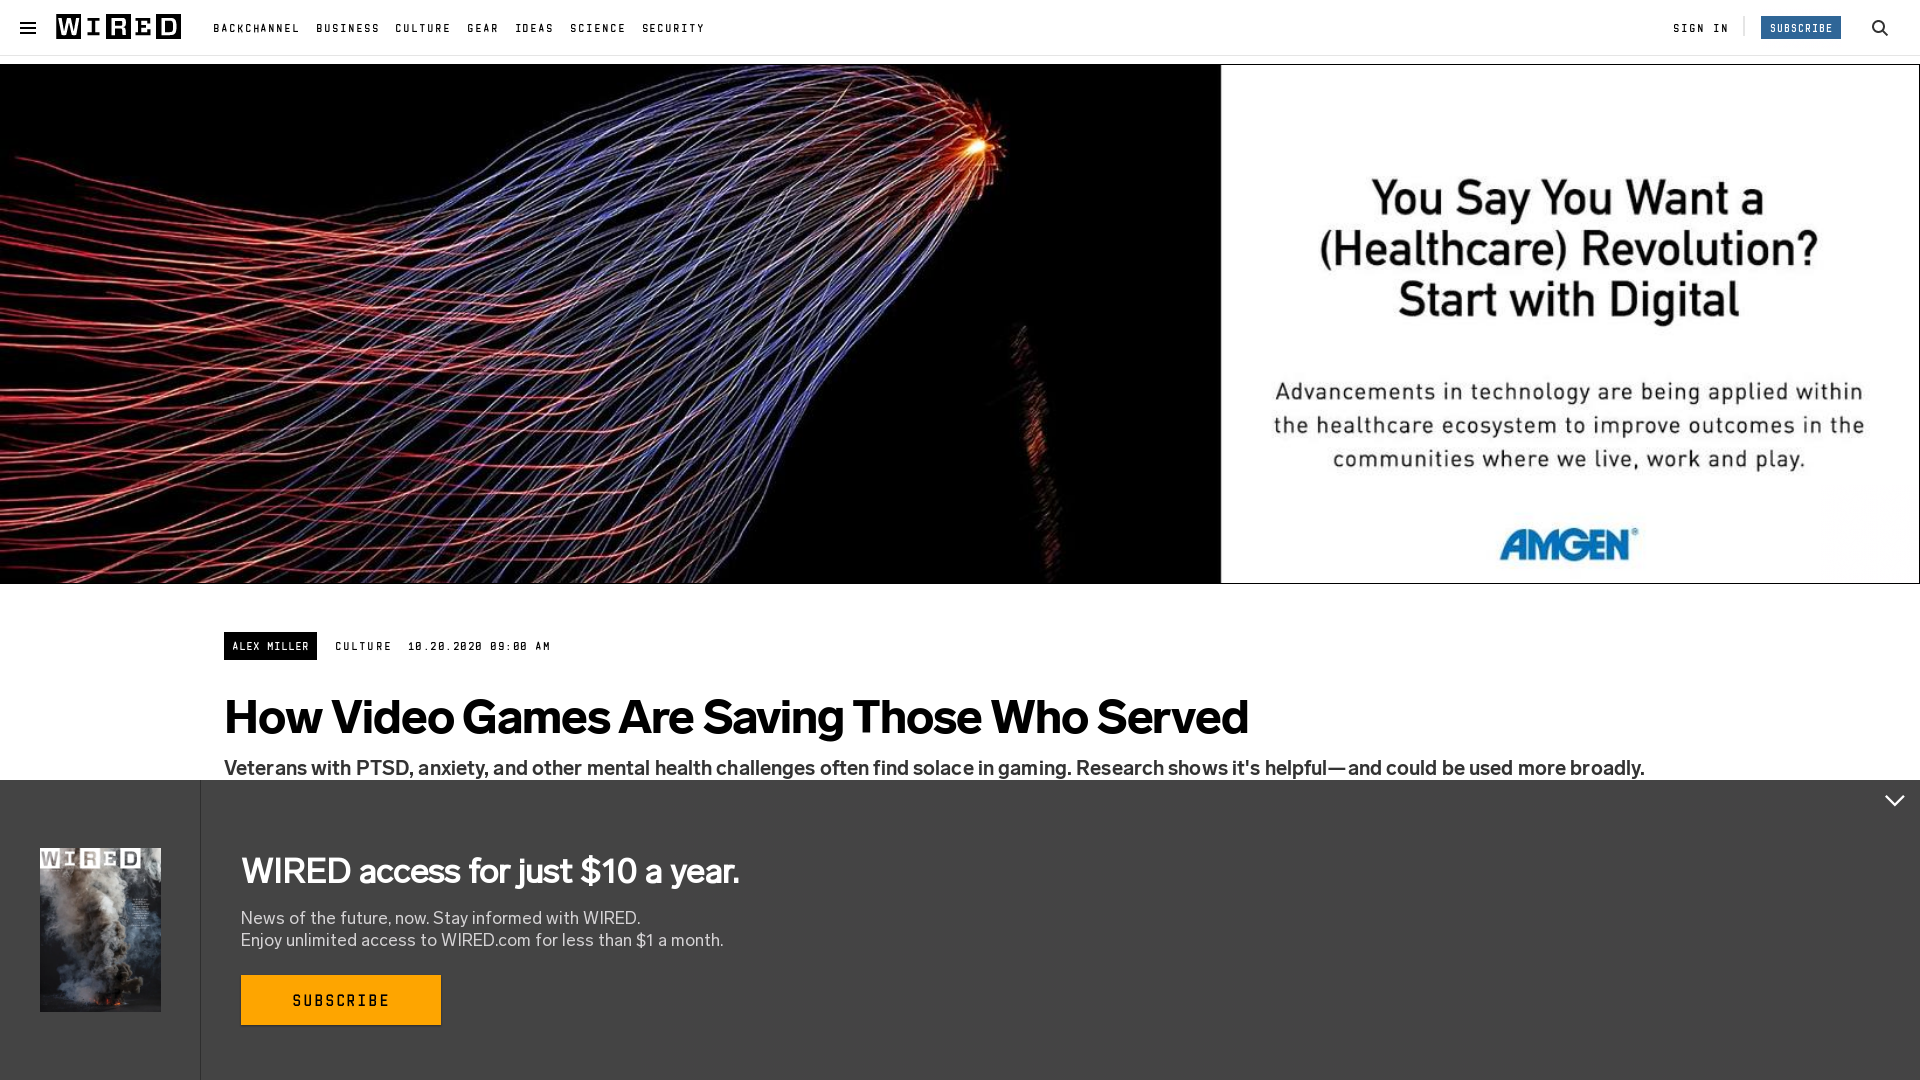 WIRED
BACKCHANNEL BUSINESS CULTURE GEAR IDEAS SCIENCE SECURITY
SIGN IN
SUBSCRIBE
You Say You Want a
(Healthcare) Revolution?
Start with Digital
Advancements in technology are being applied within
the healthcare ecosystem to improve outcomes in the
communities where we live, work and play.
AMGEN®
ALEX MILLER CULTURE 10.20.2020 09:00 AM
How Video Games Are Saving Those Who Served
Veterans with PTSD, anxiety, and other mental health challenges often find solace in gaming. Research shows it's helpful—and could be used more broadly.
WIRED
WIRED access for just $10 a year.
News of the future, now. Stay informed with WIRED.
Enjoy unlimited access to WIRED.com for less than $1 a month.
SUBSCRIBE